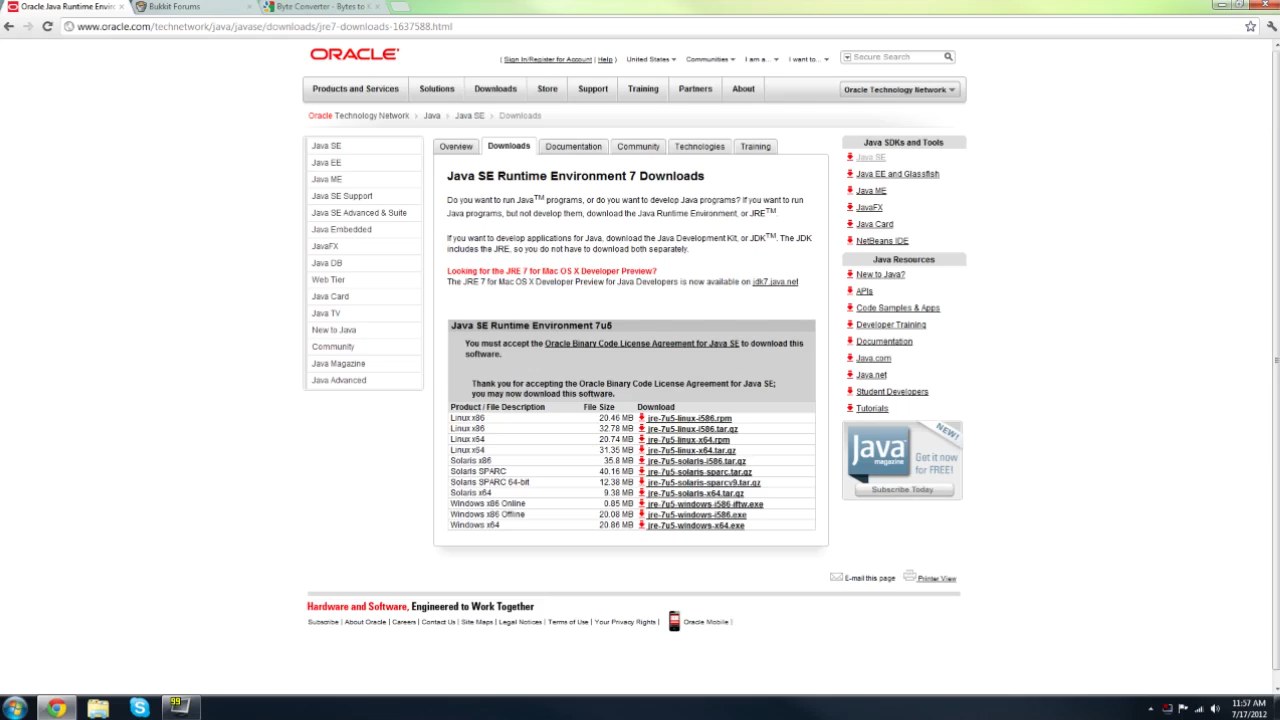 Oracle Java Runtime Envir
Bukkit Forums
Byte Converter - Bytes to K
www.oracle.com/technetwork/java/javase/downloads/jre7-downloads-1637588.html
ORACLE
( Sign In/Register for Account | Help ) United States Communities I am a... I want to... Secure Search
Products and Services Solutions Downloads Store Support Training Partners About Oracle Technology Network
Oracle Technology Network > Java > Java SE > Downloads
Java SE
Java EE
Java ME
Java SE Support
Java SE Advanced & Suite
Java Embedded
JavaFX
Java DB
Web Tier
Java Card
Java TV
New to Java
Community
Java Magazine
Java Advanced
Overview Downloads Documentation Community Technologies Training
Java SE Runtime Environment 7 Downloads
Do you want to run Java™ programs, or do you want to develop Java programs? If you want to run
Java programs, but not develop them, download the Java Runtime Environment, or JRE™.
If you want to develop applications for Java, download the Java Development Kit, or JDK™. The JDK
includes the JRE, so you do not have to download both separately.
Looking for the JRE 7 for Mac OS X Developer Preview?
The JRE 7 for Mac OS X Developer Preview for Java Developers is now available on jdk7.java.net
Java SE Runtime Environment 7u5
You must accept the Oracle Binary Code License Agreement for Java SE to download this
software.
Thank you for accepting the Oracle Binary Code License Agreement for Java SE;
you may now download this software.
Product / File Description File Size Download
Linux x86 20.46 MB jre-7u5-linux-i586.rpm
Linux x86 32.78 MB jre-7u5-linux-i586.tar.gz
Linux x64 20.74 MB jre-7u5-linux-x64.rpm
Linux x64 31.35 MB jre-7u5-linux-x64.tar.gz
Solaris x86 35.8 MB jre-7u5-solaris-i586.tar.gz
Solaris SPARC 40.16 MB jre-7u5-solaris-sparc.tar.gz
Solaris SPARC 64-bit 12.38 MB jre-7u5-solaris-sparcv9.tar.gz
Solaris x64 9.38 MB jre-7u5-solaris-x64.tar.gz
Windows x86 Online 0.85 MB jre-7u5-windows-i586-iftw.exe
Windows x86 Offline 20.08 MB jre-7u5-windows-i586.exe
Windows x64 20.86 MB jre-7u5-windows-x64.exe
Java SDKs and Tools
Java SE
Java EE and Glassfish
Java ME
JavaFX
Java Card
NetBeans IDE
Java Resources
New to Java?
APIs
Code Samples & Apps
Developer Training
Documentation
Java.com
Java.net
Student Developers
Tutorials
NEW!
Java
magazine
Get it now
for FREE!
Subscribe Today
E-mail this page Printer View
Hardware and Software, Engineered to Work Together
Subscribe | About Oracle | Careers | Contact Us | Site Maps | Legal Notices | Terms of Use | Your Privacy Rights | Oracle Mobile |
99
11:57 AM
7/17/2012